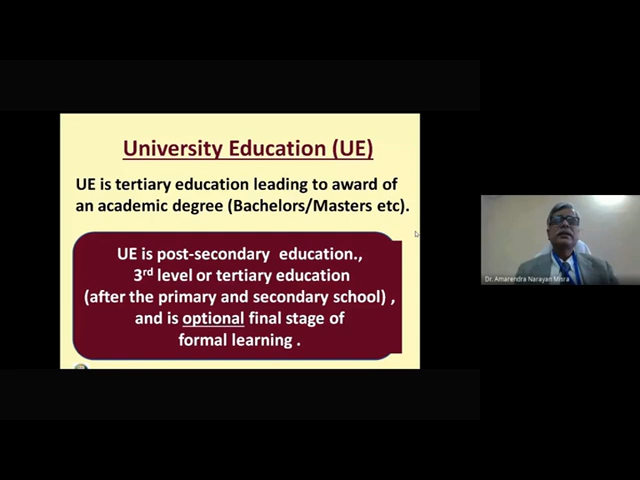 University Education (UE)
UE is tertiary education leading to award of
an academic degree (Bachelors/Masters etc).
UE is post-secondary education.,
3rd level or tertiary education
(after the primary and secondary school) ,
and is optional final stage of
formal learning .
Dr. Amarendra Narayan Misra